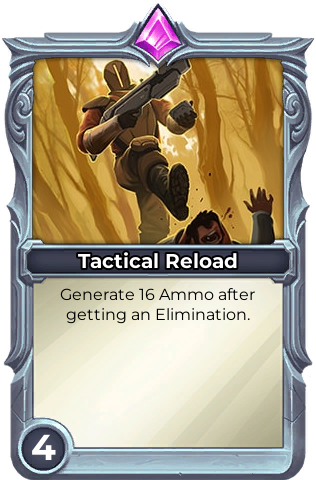 Tactical Reload
Generate 16 Ammo after
getting an Elimination.
4